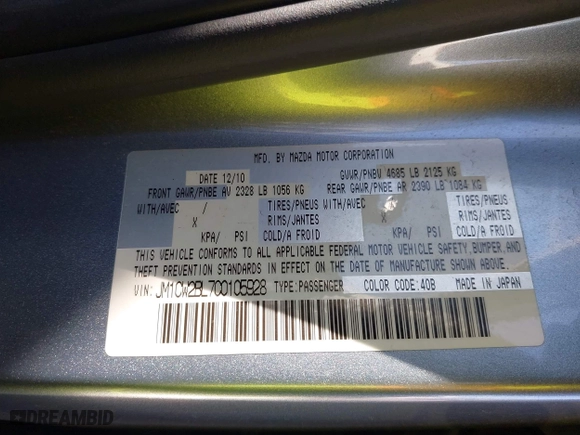 MFD. BY MAZDA MOTOR CORPORATION
DATE 12/10 GVWR/PNBV 4685 LB 2125 KG
FRONT GAWR/PNBE AV 2328 LB 1056 KG REAR GAWR/PNBE AR 2390 LB 1084 KG
WITH/AVEC / TIRES/PNEUS WITH/AVEC TIRES/PNEUS
X RIMS/JANTES X RIMS/JANTES
KPA/ PSI COLD/A FROID KPA/ PSI COLD/A FROID
THIS VEHICLE CONFORMS TO ALL APPLICABLE FEDERAL MOTOR VEHICLE SAFETY,BUMPER,AND
THEFT PREVENTION STANDARDS IN EFFECT ON THE DATE OF MANUFACTURE SHOWN ABOVE.
VIN: JM1CW2BL7C0105928 TYPE:PASSENGER COLOR CODE:40B MADE IN JAPAN
DREAMBID